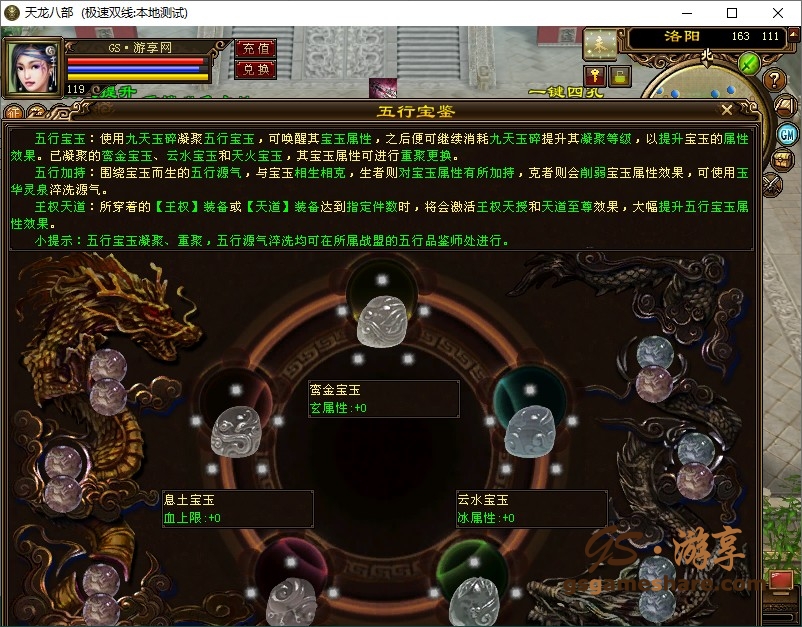 天龙八部 (极速双线:本地测试)
GS·游享网
充值
兑换
119
洛阳 163 111
北
一键四孔
GM
五行宝鉴
五行宝玉：使用九天玉碎凝聚五行宝玉，可唤醒其宝玉属性，之后便可继续消耗九天玉碎提升其凝聚等级，以提升宝玉的属性
效果。已凝聚的鸾金宝玉、云水宝玉和天火宝玉，其宝玉属性可进行重聚更换。
五行加持：围绕宝玉而生的五行源气，与宝玉相生相克，生者则对宝玉属性有所加持，克者则会削弱宝玉属性效果，可使用玉
华灵泉淬洗源气。
王权天道：所穿着的【王权】装备或【天道】装备达到指定件数时，将会激活王权天授和天道至尊效果，大幅提升五行宝玉属
性效果。
小提示：五行宝玉凝聚、重聚，五行源气淬洗均可在所属战盟的五行品鉴师处进行。
鸾金宝玉
玄属性:+0
息土宝玉
血上限:+0
云水宝玉
冰属性:+0
GS·游享